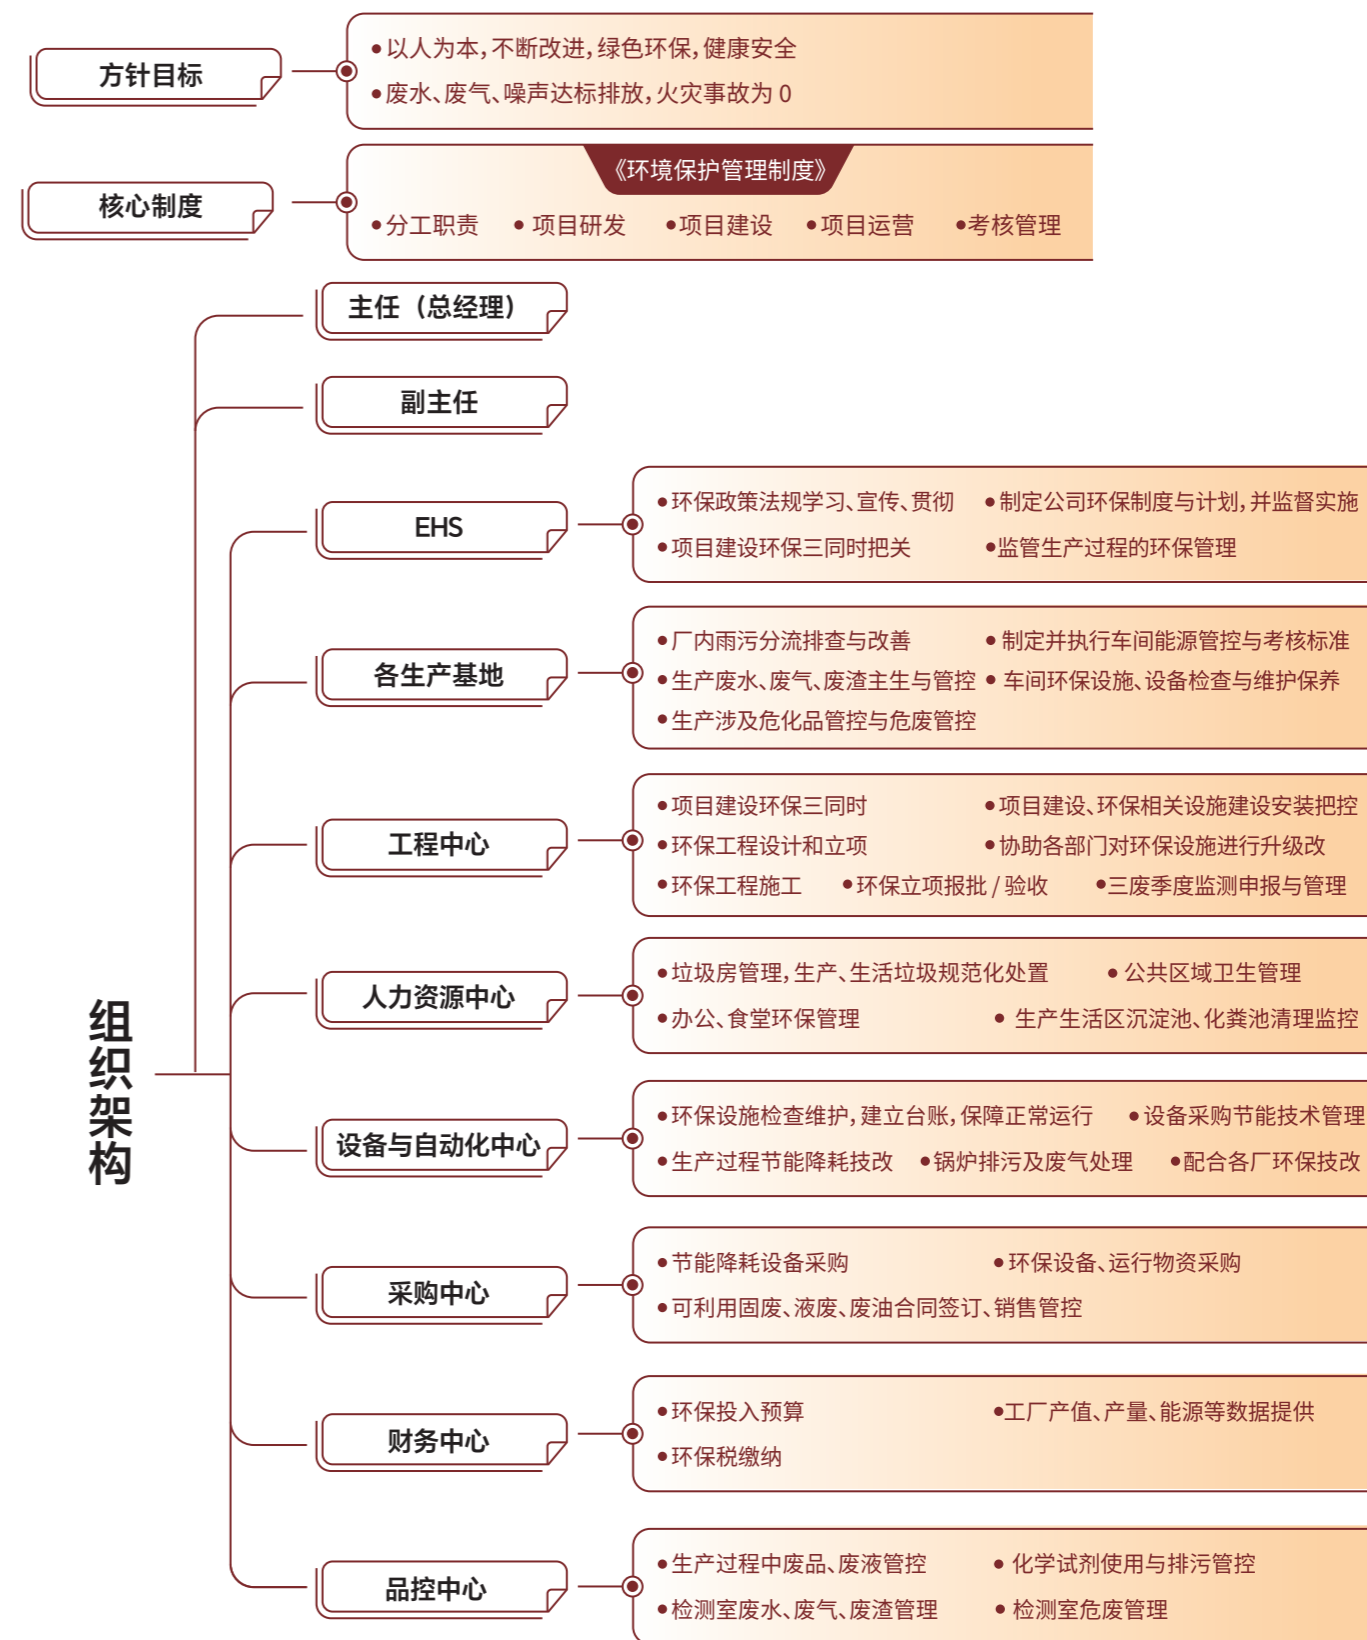 方针目标
●以人为本，不断改进，绿色环保，健康安全
●废水、废气、噪声达标排放，火灾事故为 0
核心制度
《环境保护管理制度》
●分工职责 ● 项目研发 ●项目建设 ●项目运营 ●考核管理
组织架构
主任（总经理）
副主任
EHS
●环保政策法规学习、宣传、贯彻 ●制定公司环保制度与计划，并监督实施
●项目建设环保三同时把关 ●监管生产过程的环保管理
各生产基地
●厂内雨污分流排查与改善 ● 制定并执行车间能源管控与考核标准
●生产废水、废气、废渣主生与管控 ● 车间环保设施、设备检查与维护保养
●生产涉及危化品管控与危废管控
工程中心
●项目建设环保三同时 ●项目建设、环保相关设施建设安装把控
●环保工程设计和立项 ●协助各部门对环保设施进行升级改
●环保工程施工 ●环保立项报批 / 验收 ●三废季度监测申报与管理
人力资源中心
●垃圾房管理，生产、生活垃圾规范化处置 ● 公共区域卫生管理
●办公、食堂环保管理 ● 生产生活区沉淀池、化粪池清理监控
设备与自动化中心
●环保设施检查维护，建立台账，保障正常运行 ●设备采购节能技术管理
●生产过程节能降耗技改 ●锅炉排污及废气处理 ●配合各厂环保技改
采购中心
●节能降耗设备采购 ●环保设备、运行物资采购
●可利用固废、液废、废油合同签订、销售管控
财务中心
●环保投入预算 ●工厂产值、产量、能源等数据提供
●环保税缴纳
品控中心
●生产过程中废品、废液管控 ● 化学试剂使用与排污管控
●检测室废水、废气、废渣管理 ● 检测室危废管理